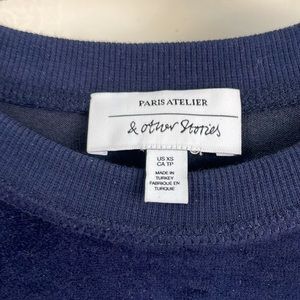 PARIS ATELIER
& other Stories
US XS
CA TP
MADE IN
TURKEY
FABRIQUÉ EN
TURQUIE